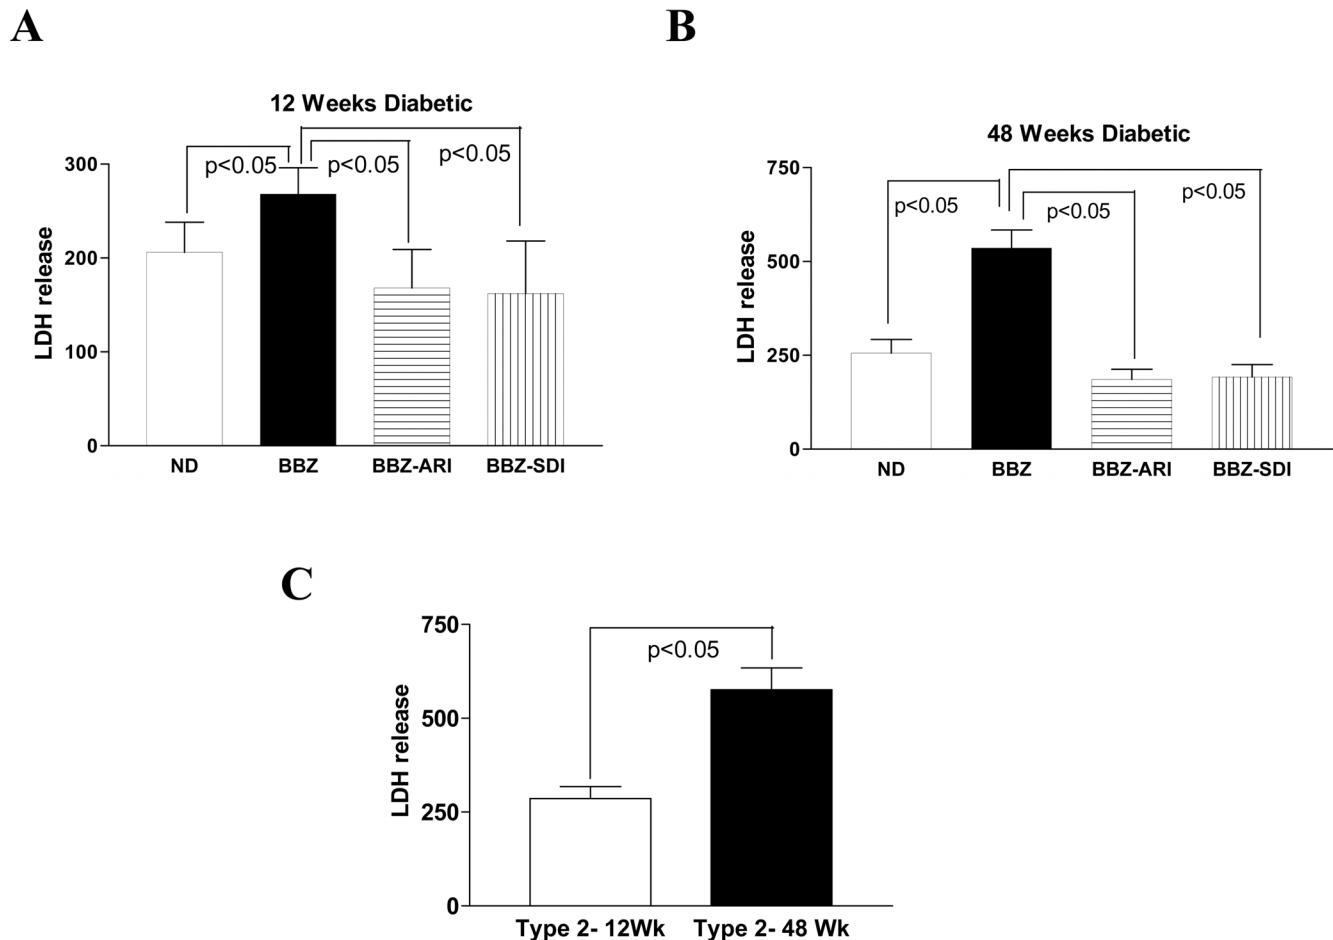 A
12 Weeks Diabetic
300
200
100
0
LDH release
p<0.05
p<0.05
p<0.05
ND
BBZ
BBZ-ARI
BBZ-SDI
B
48 Weeks Diabetic
750
500
250
0
LDH release
p<0.05
p<0.05
p<0.05
ND
BBZ
BBZ-ARI
BBZ-SDI
C
750
500
250
0
LDH release
p<0.05
Type 2- 12Wk
Type 2- 48 Wk